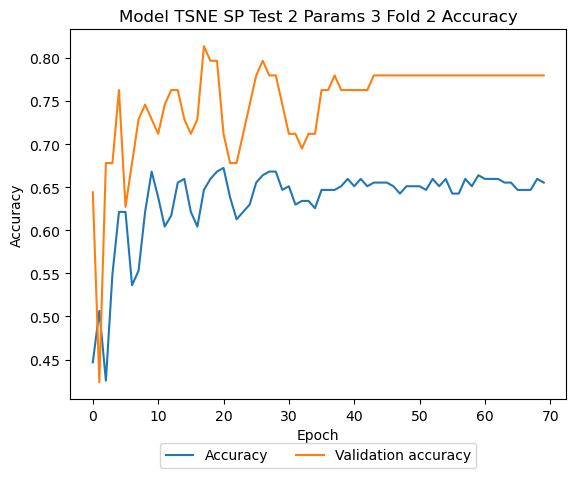 Model TSNE SP Test 2 Params 3 Fold 2 Accuracy
0.80
0.75
0.70
0.65
0.60
0.55
0.50
0.45
Accuracy
0 10 20 30 40 50 60 70
Epoch
Accuracy Validation accuracy